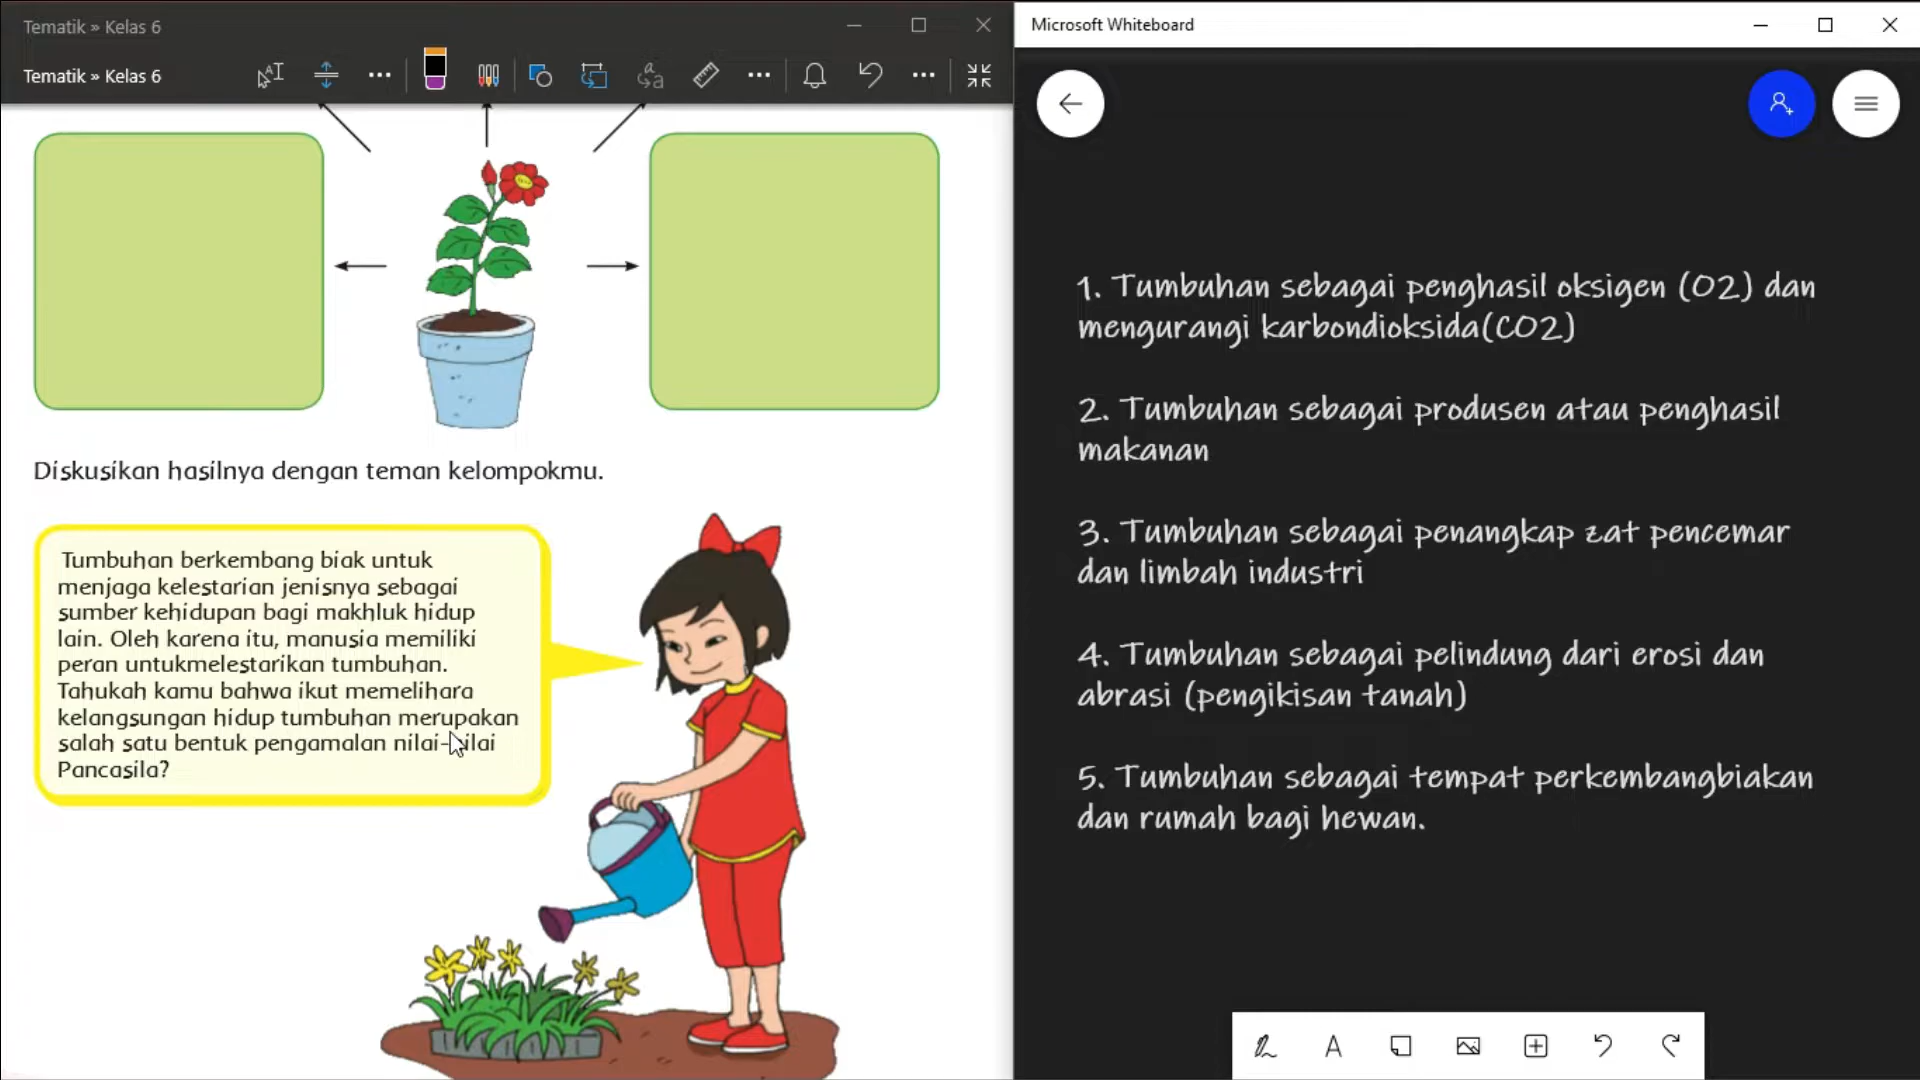 Tematik » Kelas 6
Tematik » Kelas 6
Diskusikan hasilnya dengan teman kelompokmu.
Tumbuhan berkembang biak untuk
menjaga kelestarian jenisnya sebagai
sumber kehidupan bagi makhluk hidup
lain. Oleh karena itu, manusia memiliki
peran untukmelestarikan tumbuhan.
Tahukah kamu bahwa ikut memelihara
kelangsungan hidup tumbuhan merupakan
salah satu bentuk pengamalan nilai-nilai
Pancasila?
Microsoft Whiteboard
1. Tumbuhan sebagai penghasil oksigen (O2) dan
mengurangi karbondioksida(CO2)
2. Tumbuhan sebagai produsen atau penghasil
makanan
3. Tumbuhan sebagai penangkap zat pencemar
dan limbah industri
4. Tumbuhan sebagai pelindung dari erosi dan
abrasi (pengikisan tanah)
5. Tumbuhan sebagai tempat perkembangbiakan
dan rumah bagi hewan.